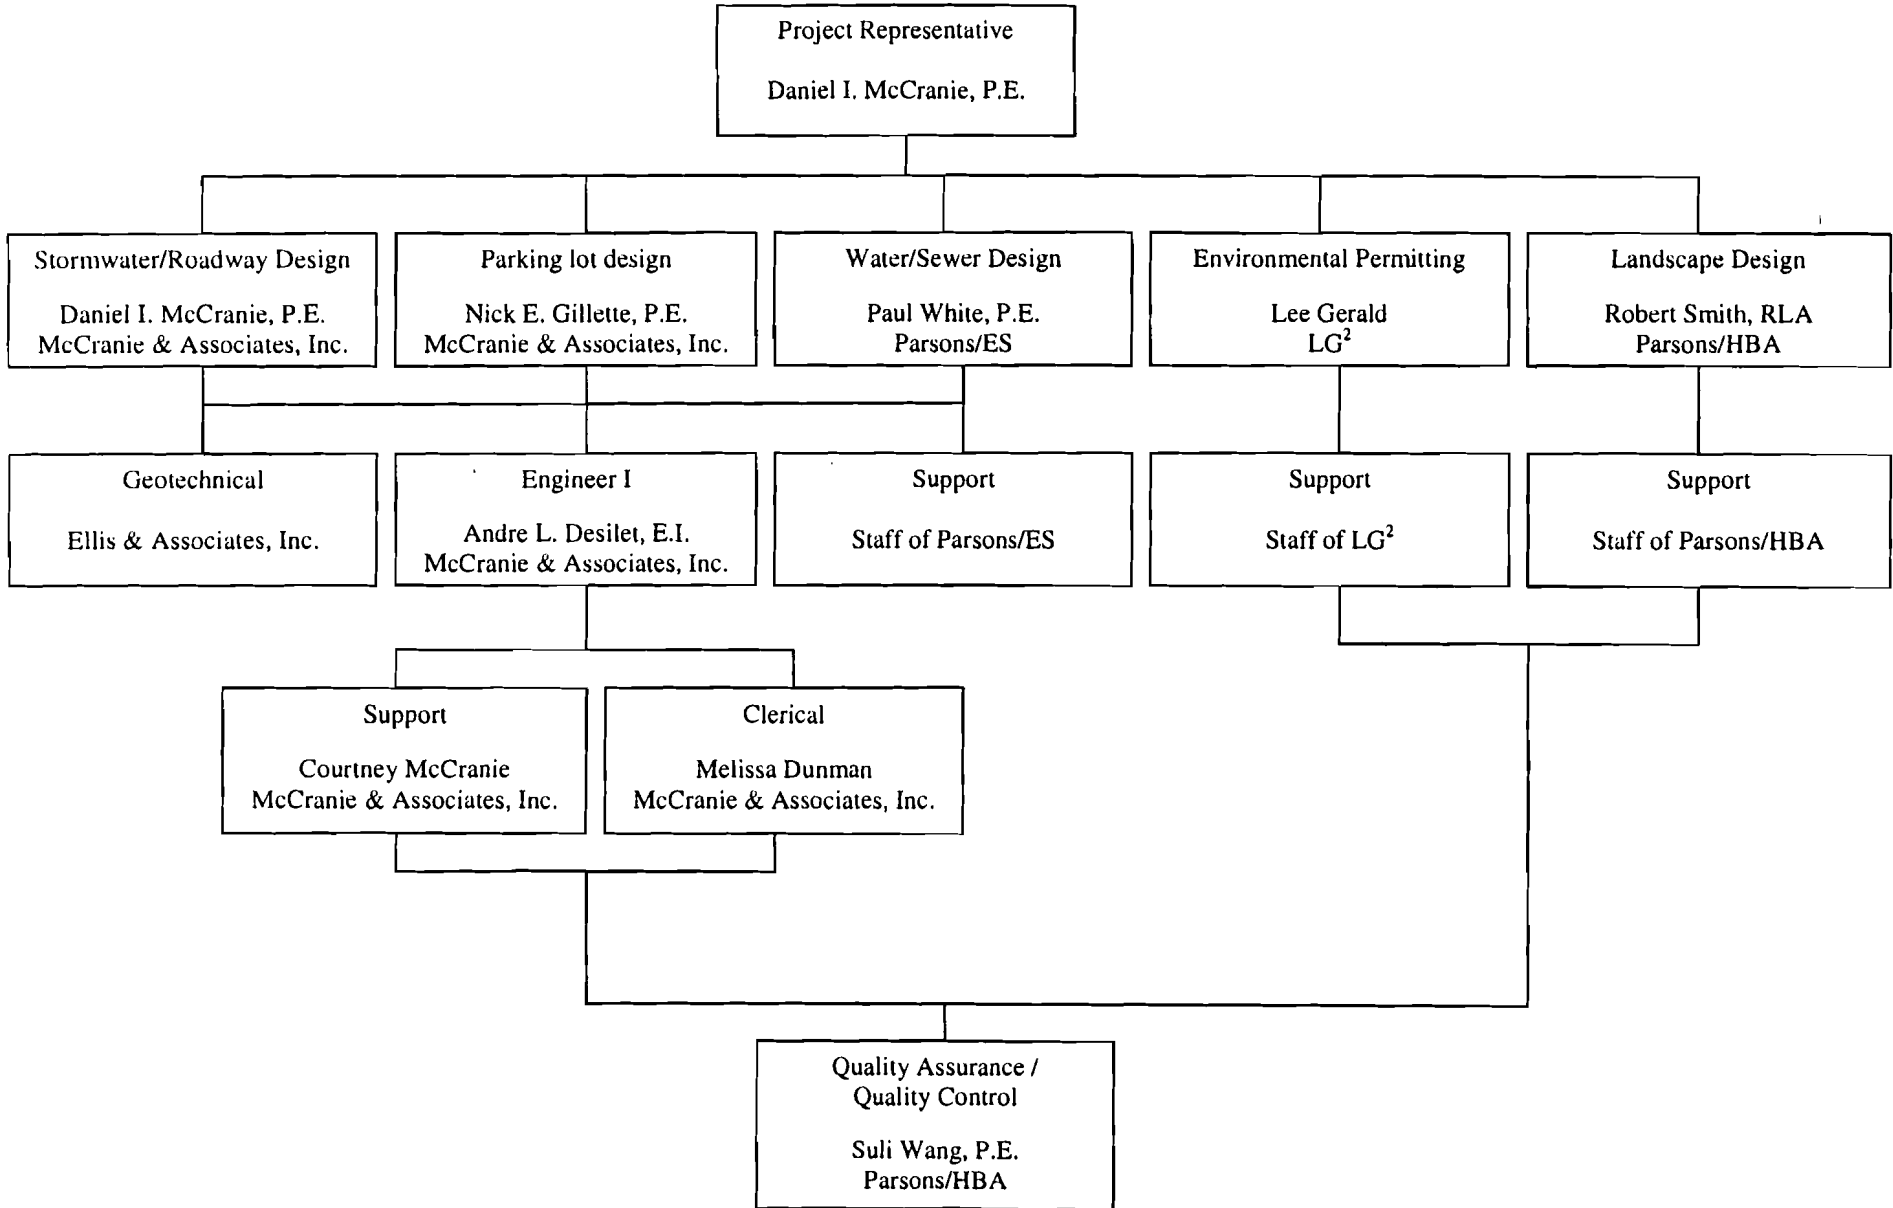 Project Representative
Daniel I. McCranie, P.E.
Stormwater/Roadway Design
Daniel I. McCranie, P.E.
McCranie & Associates, Inc.
Parking lot design
Nick E. Gillette, P.E.
McCranie & Associates, Inc.
Water/Sewer Design
Paul White, P.E.
Parsons/ES
Environmental Permitting
Lee Gerald
LG²
Landscape Design
Robert Smith, RLA
Parsons/HBA
Geotechnical
Ellis & Associates, Inc.
Engineer I
Andre L. Desilet, E.I.
McCranie & Associates, Inc.
Support
Staff of Parsons/ES
Support
Staff of LG²
Support
Staff of Parsons/HBA
Support
Courtney McCranie
McCranie & Associates, Inc.
Clerical
Melissa Dunman
McCranie & Associates, Inc.
Quality Assurance /
Quality Control
Suli Wang, P.E.
Parsons/HBA